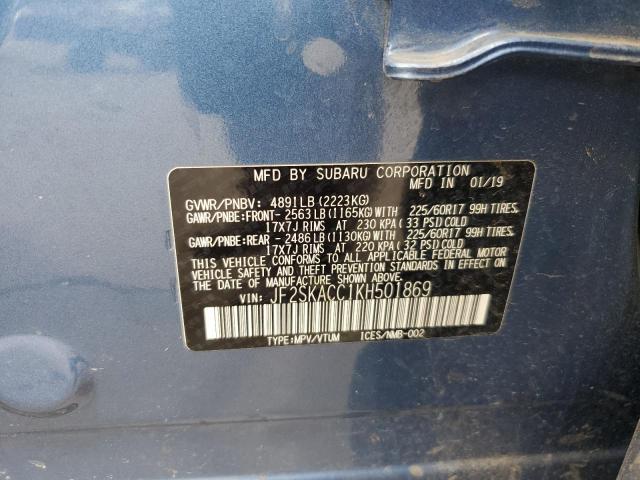 MFD BY SUBARU CORPORATION
MFD IN 01/19
GVWR/PNBV: 4891LB (2223KG)
GAWR/PNBE:FRONT- 2563LB (1165KG)WITH 225/60R17 99H TIRES,
17X7J RIMS AT 230 KPA (33 PSI)COLD
GAWR/PNBE:REAR - 2486LB (1130KG)WITH 225/60R17 99H TIRES,
17X7J RIMS AT 220 KPA (32 PSI)COLD
THIS VEHICLE CONFORMS TO ALL APPLICABLE FEDERAL MOTOR
VEHICLE SAFETY AND THEFT PREVENTION STANDARDS IN EFFECT ON
THE DATE OF MANUFACTURE SHOWN ABOVE.
VIN: JF2SKACC1KH501869
TYPE:MPV/VTUM ICES/NMB-002